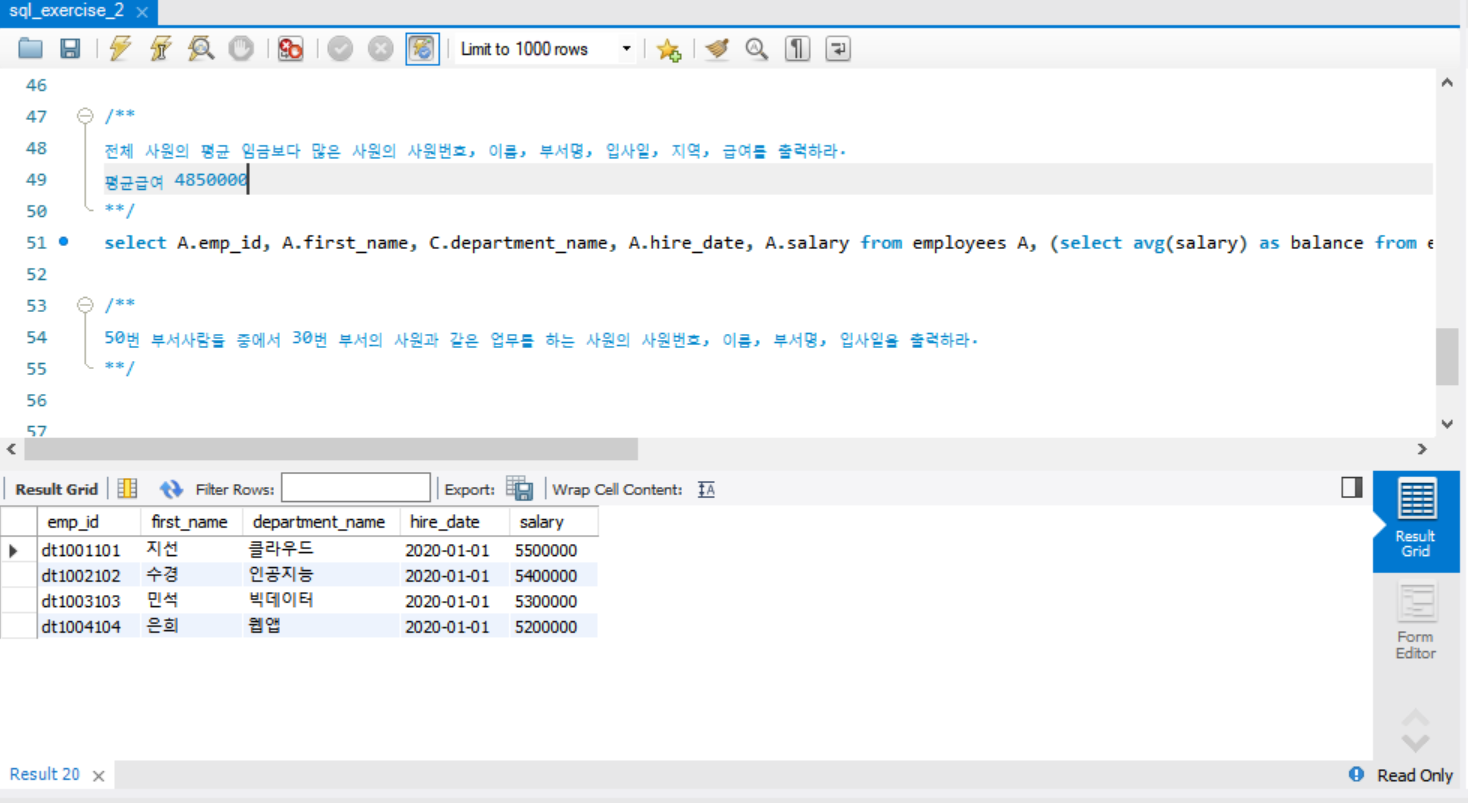 sql_exercise_2
Limit to 1000 rows
46
47 /**
48 전체 사원의 평균 임금보다 많은 사원의 사원번호, 이름, 부서명, 입사일, 지역, 급여를 출력하라.
49 평균급여 4850000
50 **/
51 select A.emp_id, A.first_name, C.department_name, A.hire_date, A.salary from employees A, (select avg(salary) as balance from e
52
53 /**
54 50번 부서사람들 중에서 30번 부서의 사원과 같은 업무를 하는 사원의 사원번호, 이름, 부서명, 입사일을 출력하라.
55 **/
56
57
Result Grid Filter Rows: Export: Wrap Cell Content: IA
emp_id first_name department_name hire_date salary
dt1001101 지선 클라우드 2020-01-01 5500000
dt1002102 수경 인공지능 2020-01-01 5400000
dt1003103 민석 빅데이터 2020-01-01 5300000
dt1004104 은희 웹앱 2020-01-01 5200000
Result
Grid
Form
Editor
Result 20 Read Only